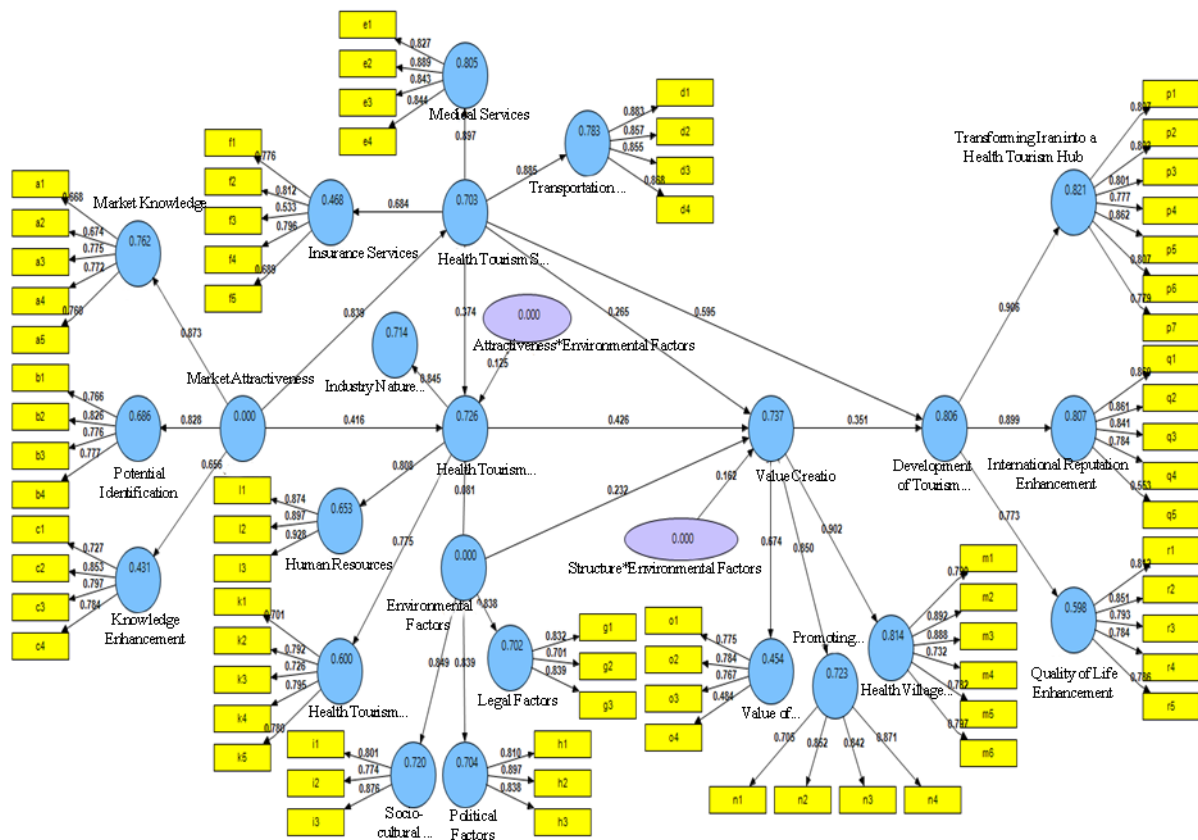 e1
0.827
e2
0.889
0.805
e3
0.843
e4
0.844
Medical Services
0.897
d1
0.883
0.783
0.857
d2
0.855
d3
0.868
d4
0.885
Transportation ...
p1
0.807
Transforming Iran into a
Health Tourism Hub
p2
p3
0.801
0.821
0.777
p4
0.862
p5
0.807
p6
0.779
p7
f1
0.776
f2
0.812
f3
0.533
0.468
f4
0.796
f5
0.689
Insurance Services
0.684
0.703
Health Tourism S...
a1
0.668
Market Knowledge
a2
0.674
0.762
a3
0.775
0.772
a4
0.760
a5
0.873
0.839
0.374
0.265
0.595
0.906
0.000
Attractiveness*Environmental Factors
0.125
0.714
Industry Nature ...
0.845
Market Attractiveness
b1
0.766
b2
0.826
0.686
b3
0.776
0.777
b4
Potential
Identification
0.828
0.000
0.416
0.726
Health Tourism...
0.426
0.737
Value Creatio
0.351
0.806
Development
of Tourism...
0.899
0.807
International Reputation
Enhancement
q1
0.869
q2
0.861
0.841
q3
0.784
q4
0.553
q5
0.656
c1
0.727
c2
0.853
0.797
c3
0.784
c4
0.431
Knowledge
Enhancement
l1
0.874
l2
0.897
0.928
l3
0.653
Human Resources
0.808
0.775
0.081
0.232
0.162
0.000
Structure*Environmental Factors
0.674
0.850
0.902
0.773
0.000
Environmental
Factors
k1
0.701
k2
0.792
k3
0.726
0.795
k4
0.780
k5
0.600
Health Tourism...
0.838
0.849
0.839
0.702
Legal Factors
0.832
g1
0.701
g2
0.839
g3
i1
0.801
i2
0.774
0.876
i3
0.720
Socio-
cultural ...
0.704
Political
Factors
0.810
h1
0.897
h2
0.838
h3
o1
0.775
o2
0.784
0.767
o3
0.484
o4
0.454
Value of...
Promoting...
0.723
0.705
0.852
0.842
0.871
n1
n2
n3
n4
0.814
Health Village...
m1
0.892
m2
0.888
m3
0.732
m4
m5
0.797
m6
0.598
Quality of Life
Enhancement
r1
0.812
r2
0.851
0.793
r3
0.784
r4
0.786
r5